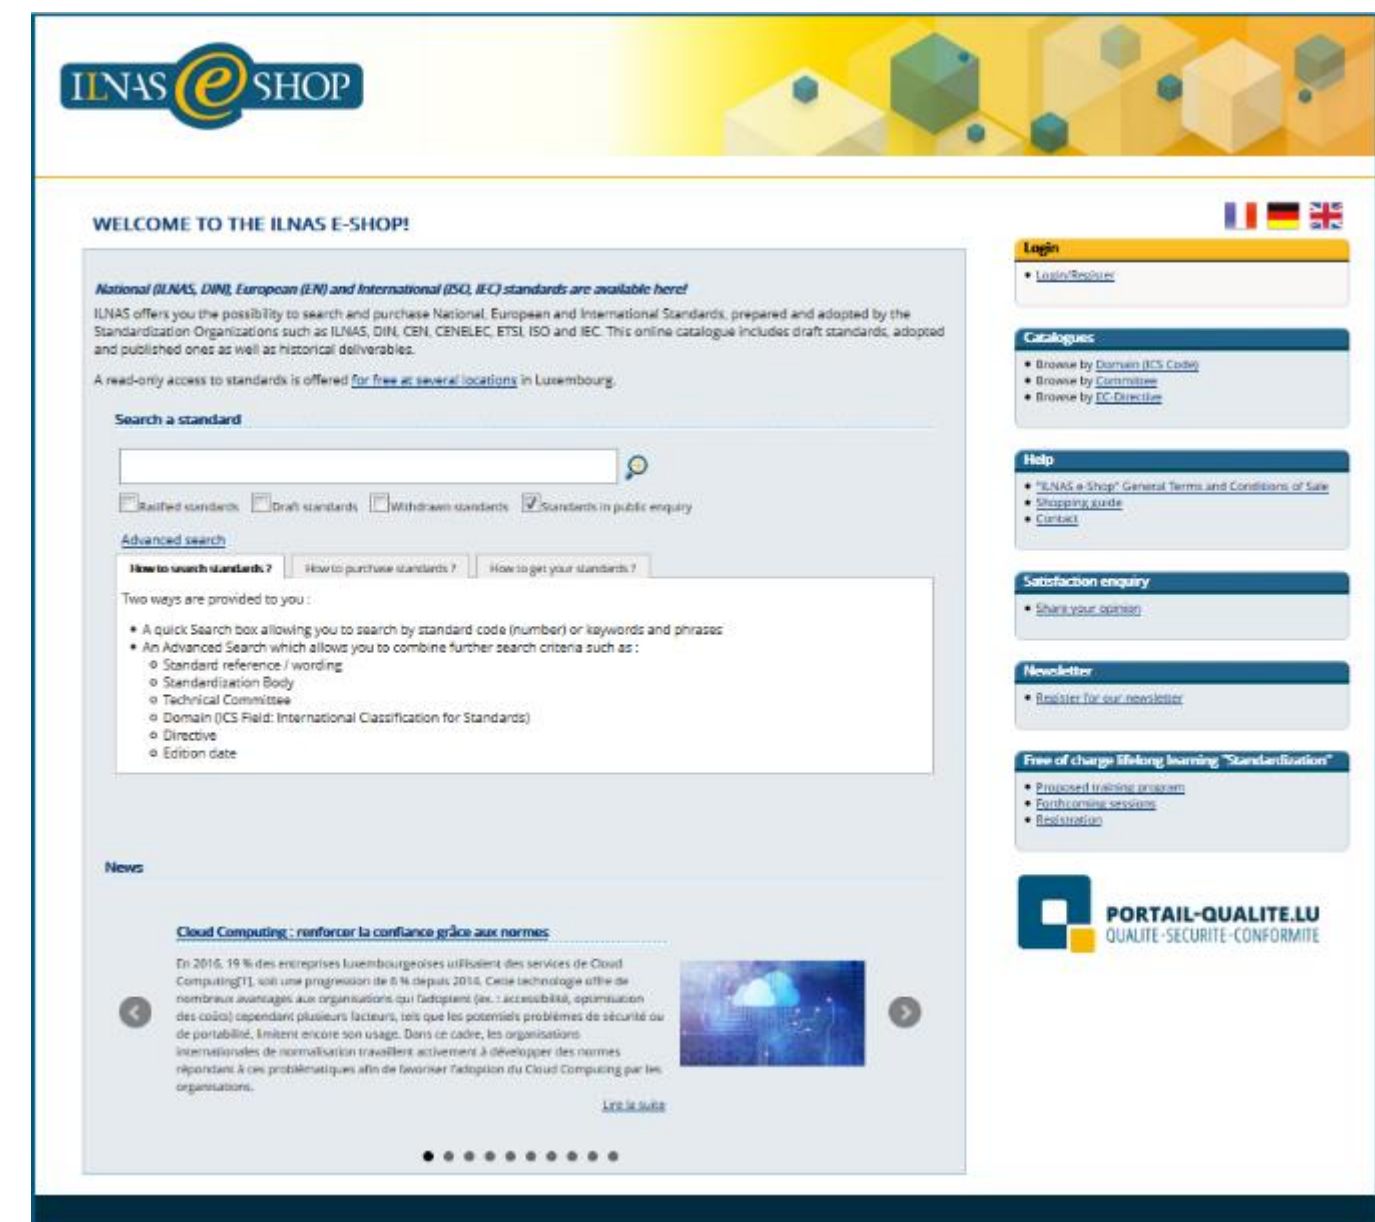 ILNAS e SHOP
WELCOME TO THE ILNAS E-SHOP!
National (ILNAS, DIN), European (EN) and International (ISO, IEC) standards are available here!
ILNAS offers you the possibility to search and purchase National, European and International Standards, prepared and adopted by the
Standardization Organizations such as ILNAS, DIN, CEN, CENELEC, ETSI, ISO and IEC. This online catalogue includes draft standards, adopted
and published ones as well as historical deliverables.
A read-only access to standards is offered for free at several locations in Luxembourg.
Search a standard
Ratified standards Draft standards Withdrawn standards Standards in public enquiry
Advanced search
How to search standards ? How to purchase standards ? How to get your standards ?
Two ways are provided to you :
• A quick Search box allowing you to search by standard code (number) or keywords and phrases
• An Advanced Search which allows you to combine further search criteria such as :
Standard reference / wording
Standardization Body
Technical Committee
Domain (ICS Field: International Classification for Standards)
Directive
Edition date
News
Cloud Computing : renforcer la confiance grâce aux normes
En 2016, 19 % des entreprises luxembourgeoises utilisaient des services de Cloud
Computing[1], soit une progression de 6 % depuis 2014. Cette technologie offre de
nombreux avantages aux organisations qui l'adoptent (ex. : accessibilité, optimisation
des coûts) cependant plusieurs facteurs, tels que les potentiels problèmes de sécurité ou
de portabilité, limitent encore son usage. Dans ce cadre, les organisations
internationales de normalisation travaillent activement à développer des normes
répondant à ces problématiques afin de favoriser l'adoption du Cloud Computing par les
organisations.
Lire la suite
Login
• Login/Register
Catalogues
• Browse by Domain (ICS Code)
• Browse by Committee
• Browse by EC-Directive
Help
• "ILNAS e-Shop" General Terms and Conditions of Sale
• Shopping guide
• Contact
Satisfaction enquiry
• Share your opinion
Newsletter
• Register for our newsletter
Free of charge lifelong learning "Standardization"
• Proposed training program
• Forthcoming sessions
• Registration
PORTAIL-QUALITE.LU
QUALITE-SECURITE-CONFORMITE